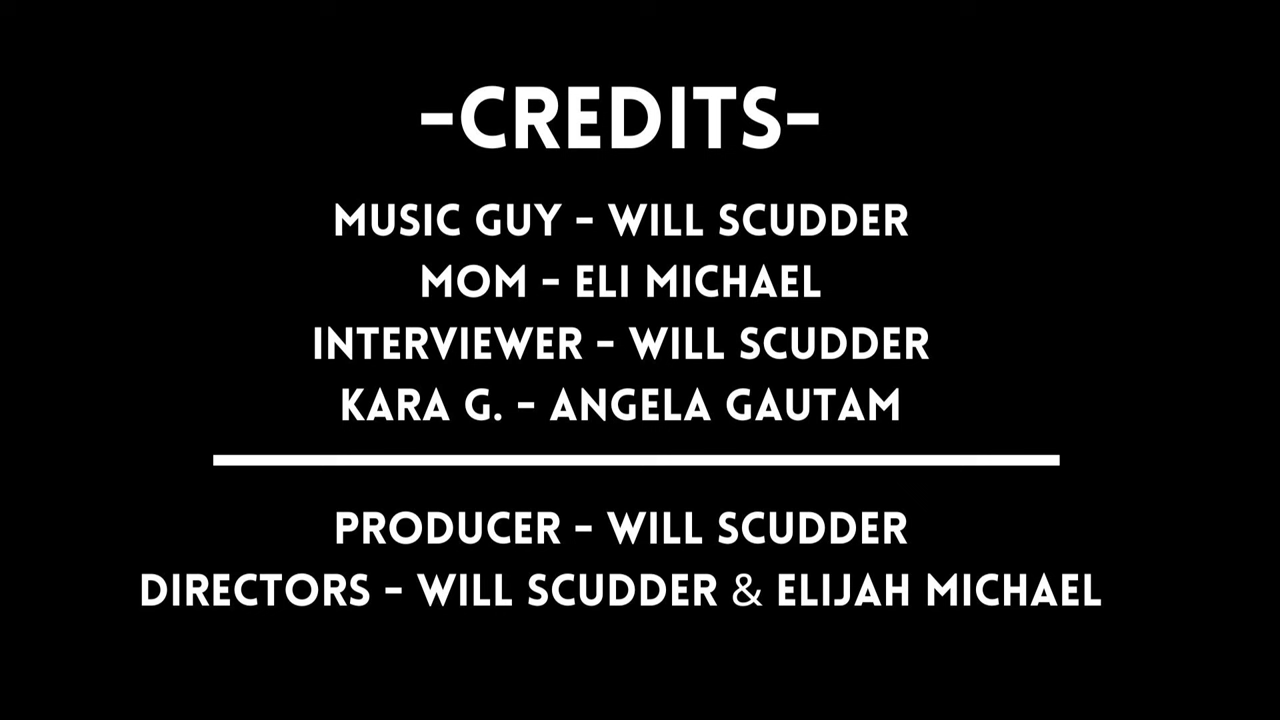 -CREDITS-
MUSIC GUY - WILL SCUDDER
MOM - ELI MICHAEL
INTERVIEWER - WILL SCUDDER
KARA G. - ANGELA GAUTAM
PRODUCER - WILL SCUDDER
DIRECTORS - WILL SCUDDER & ELIJAH MICHAEL